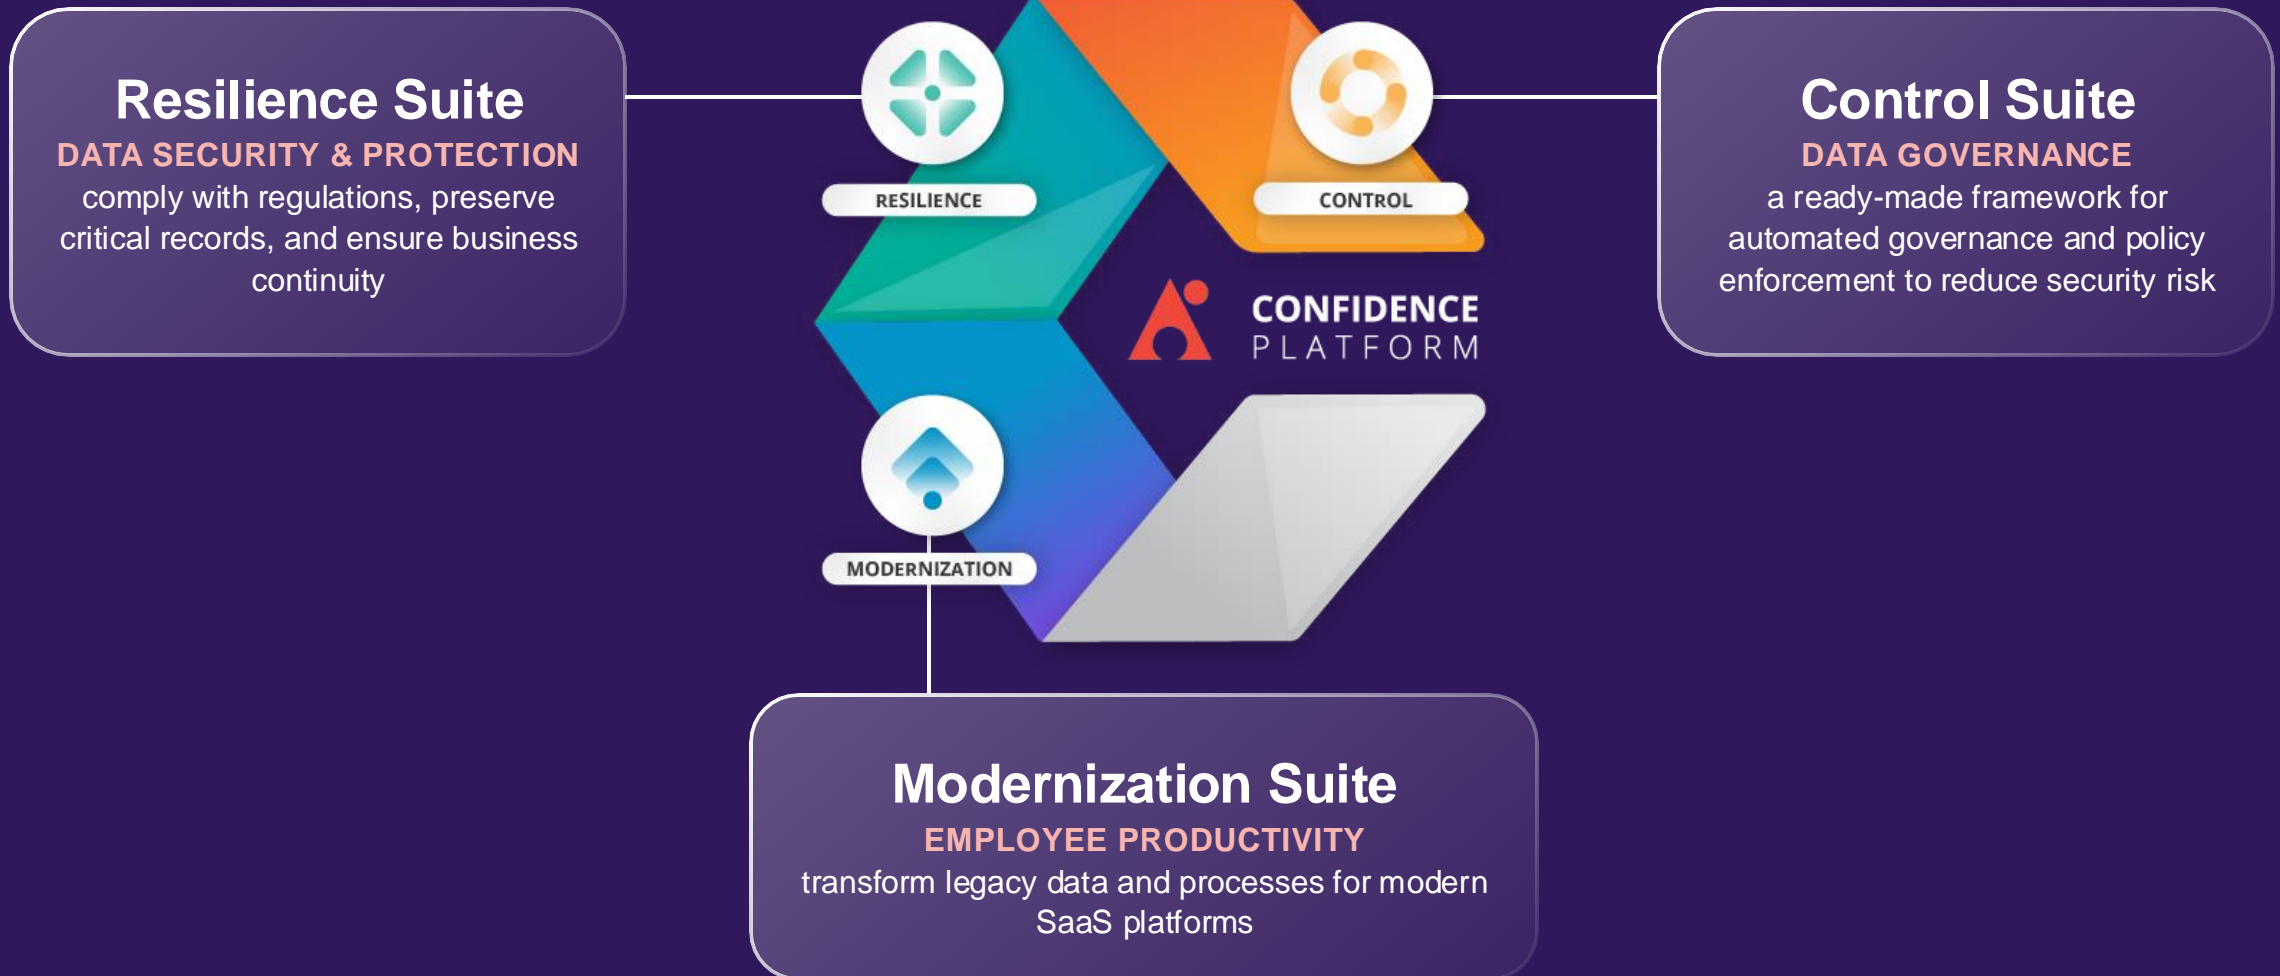 Resilience Suite
DATA SECURITY & PROTECTION
comply with regulations, preserve
critical records, and ensure business
continuity
RESILIENCE
CONTROL
Control Suite
DATA GOVERNANCE
a ready-made framework for
automated governance and policy
enforcement to reduce security risk
CONFIDENCE
PLATFORM
MODERNIZATION
Modernization Suite
EMPLOYEE PRODUCTIVITY
transform legacy data and processes for modern
SaaS platforms